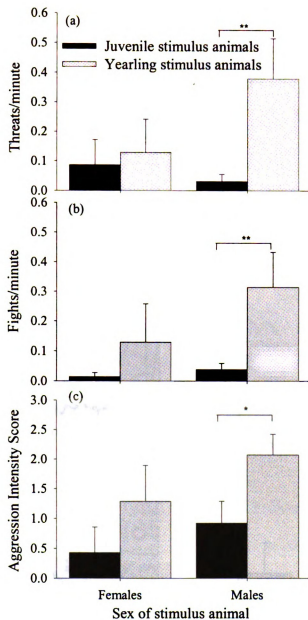 (a)
Juvenile stimulus animals
Yearling stimulus animals
**
Threats/minute
0.6
0.5
0.4
0.3
0.2
0.1
0.0
(b)
**
Fights/minute
0.6
0.5
0.4
0.3
0.2
0.1
0.0
(c)
*
Aggression Intensity Score
3.0
2.5
2.0
1.5
1.0
0.5
0.0
Females Males
Sex of stimulus animal